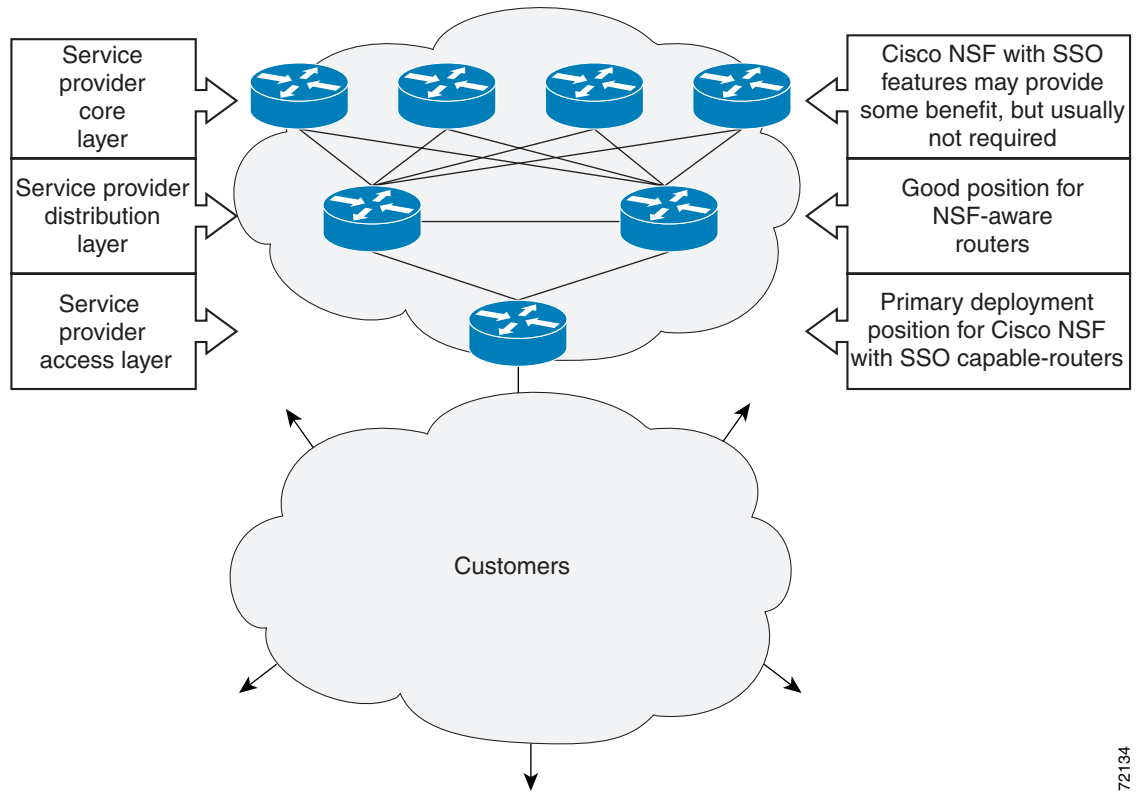 Service
provider
core
layer
Cisco NSF with SSO
features may provide
some benefit, but usually
not required
Service provider
distribution
layer
Good position for
NSF-aware
routers
Service
provider
access layer
Primary deployment
position for Cisco NSF
with SSO capable-routers
Customers
72134